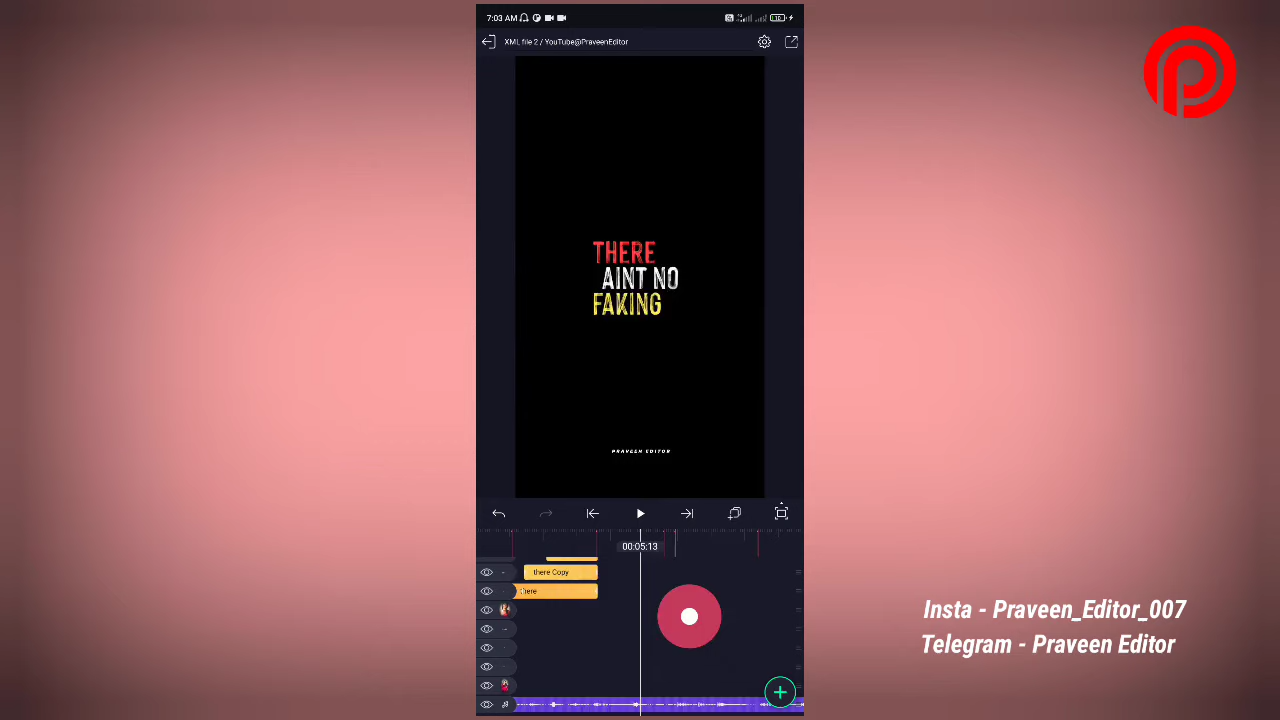 7:03 AM
XML file 2 / YouTube@PraveenEditor
THERE
AINT NO
FAKING
PRAVEEN EDITOR
00:05:13
there Copy
there
Insta - Praveen_Editor_007
Telegram - Praveen Editor